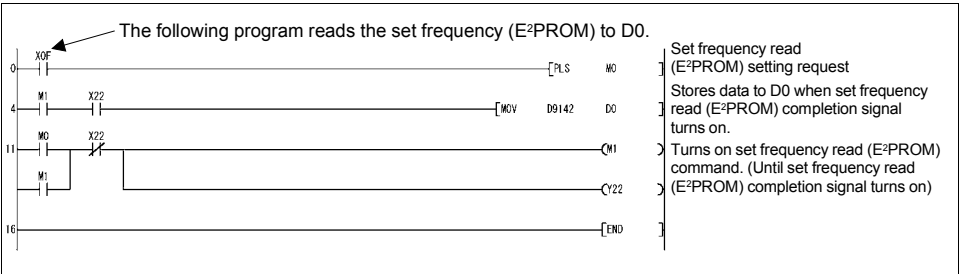 The following program reads the set frequency (E²PROM) to D0.
X0F
0
[PLS M0 ]
Set frequency read
(E²PROM) setting request
M1 X22
4
[MOV D9142 D0 ]
Stores data to D0 when set frequency
read (E²PROM) completion signal
turns on.
M0 X22
11
(M1 )
Turns on set frequency read (E²PROM)
command. (Until set frequency read
(E²PROM) completion signal turns on)
M1
(Y22 )
16
[END ]